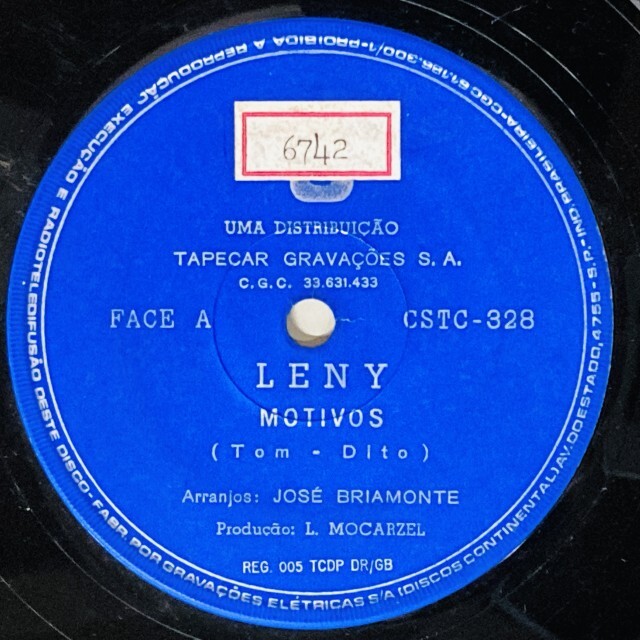 6742
UMA DISTRIBUIÇÃO
TAPECAR GRAVAÇÕES S.A.
C.G.C. 33.631.433
FACE A
CSTC-328
LENY
MOTIVOS
(Tom - Dito)
Arranjos: JOSÉ BRIAMONTE
Produção: L. MOCARZEL
REG. 005 TCDP DR/GB
FABR. POR GRAVAÇÕES ELÉTRICAS S/A (DISCOS CONTINENTAL) AV. DO ESTADO, 4755 - S.P. - IND. BRASILEIRA - CGC 61.186.300/1 - PROIBIDA A REPRODUÇÃO, EXECUÇÃO E RADIOTELEDIFUSÃO DESTE DISCO -